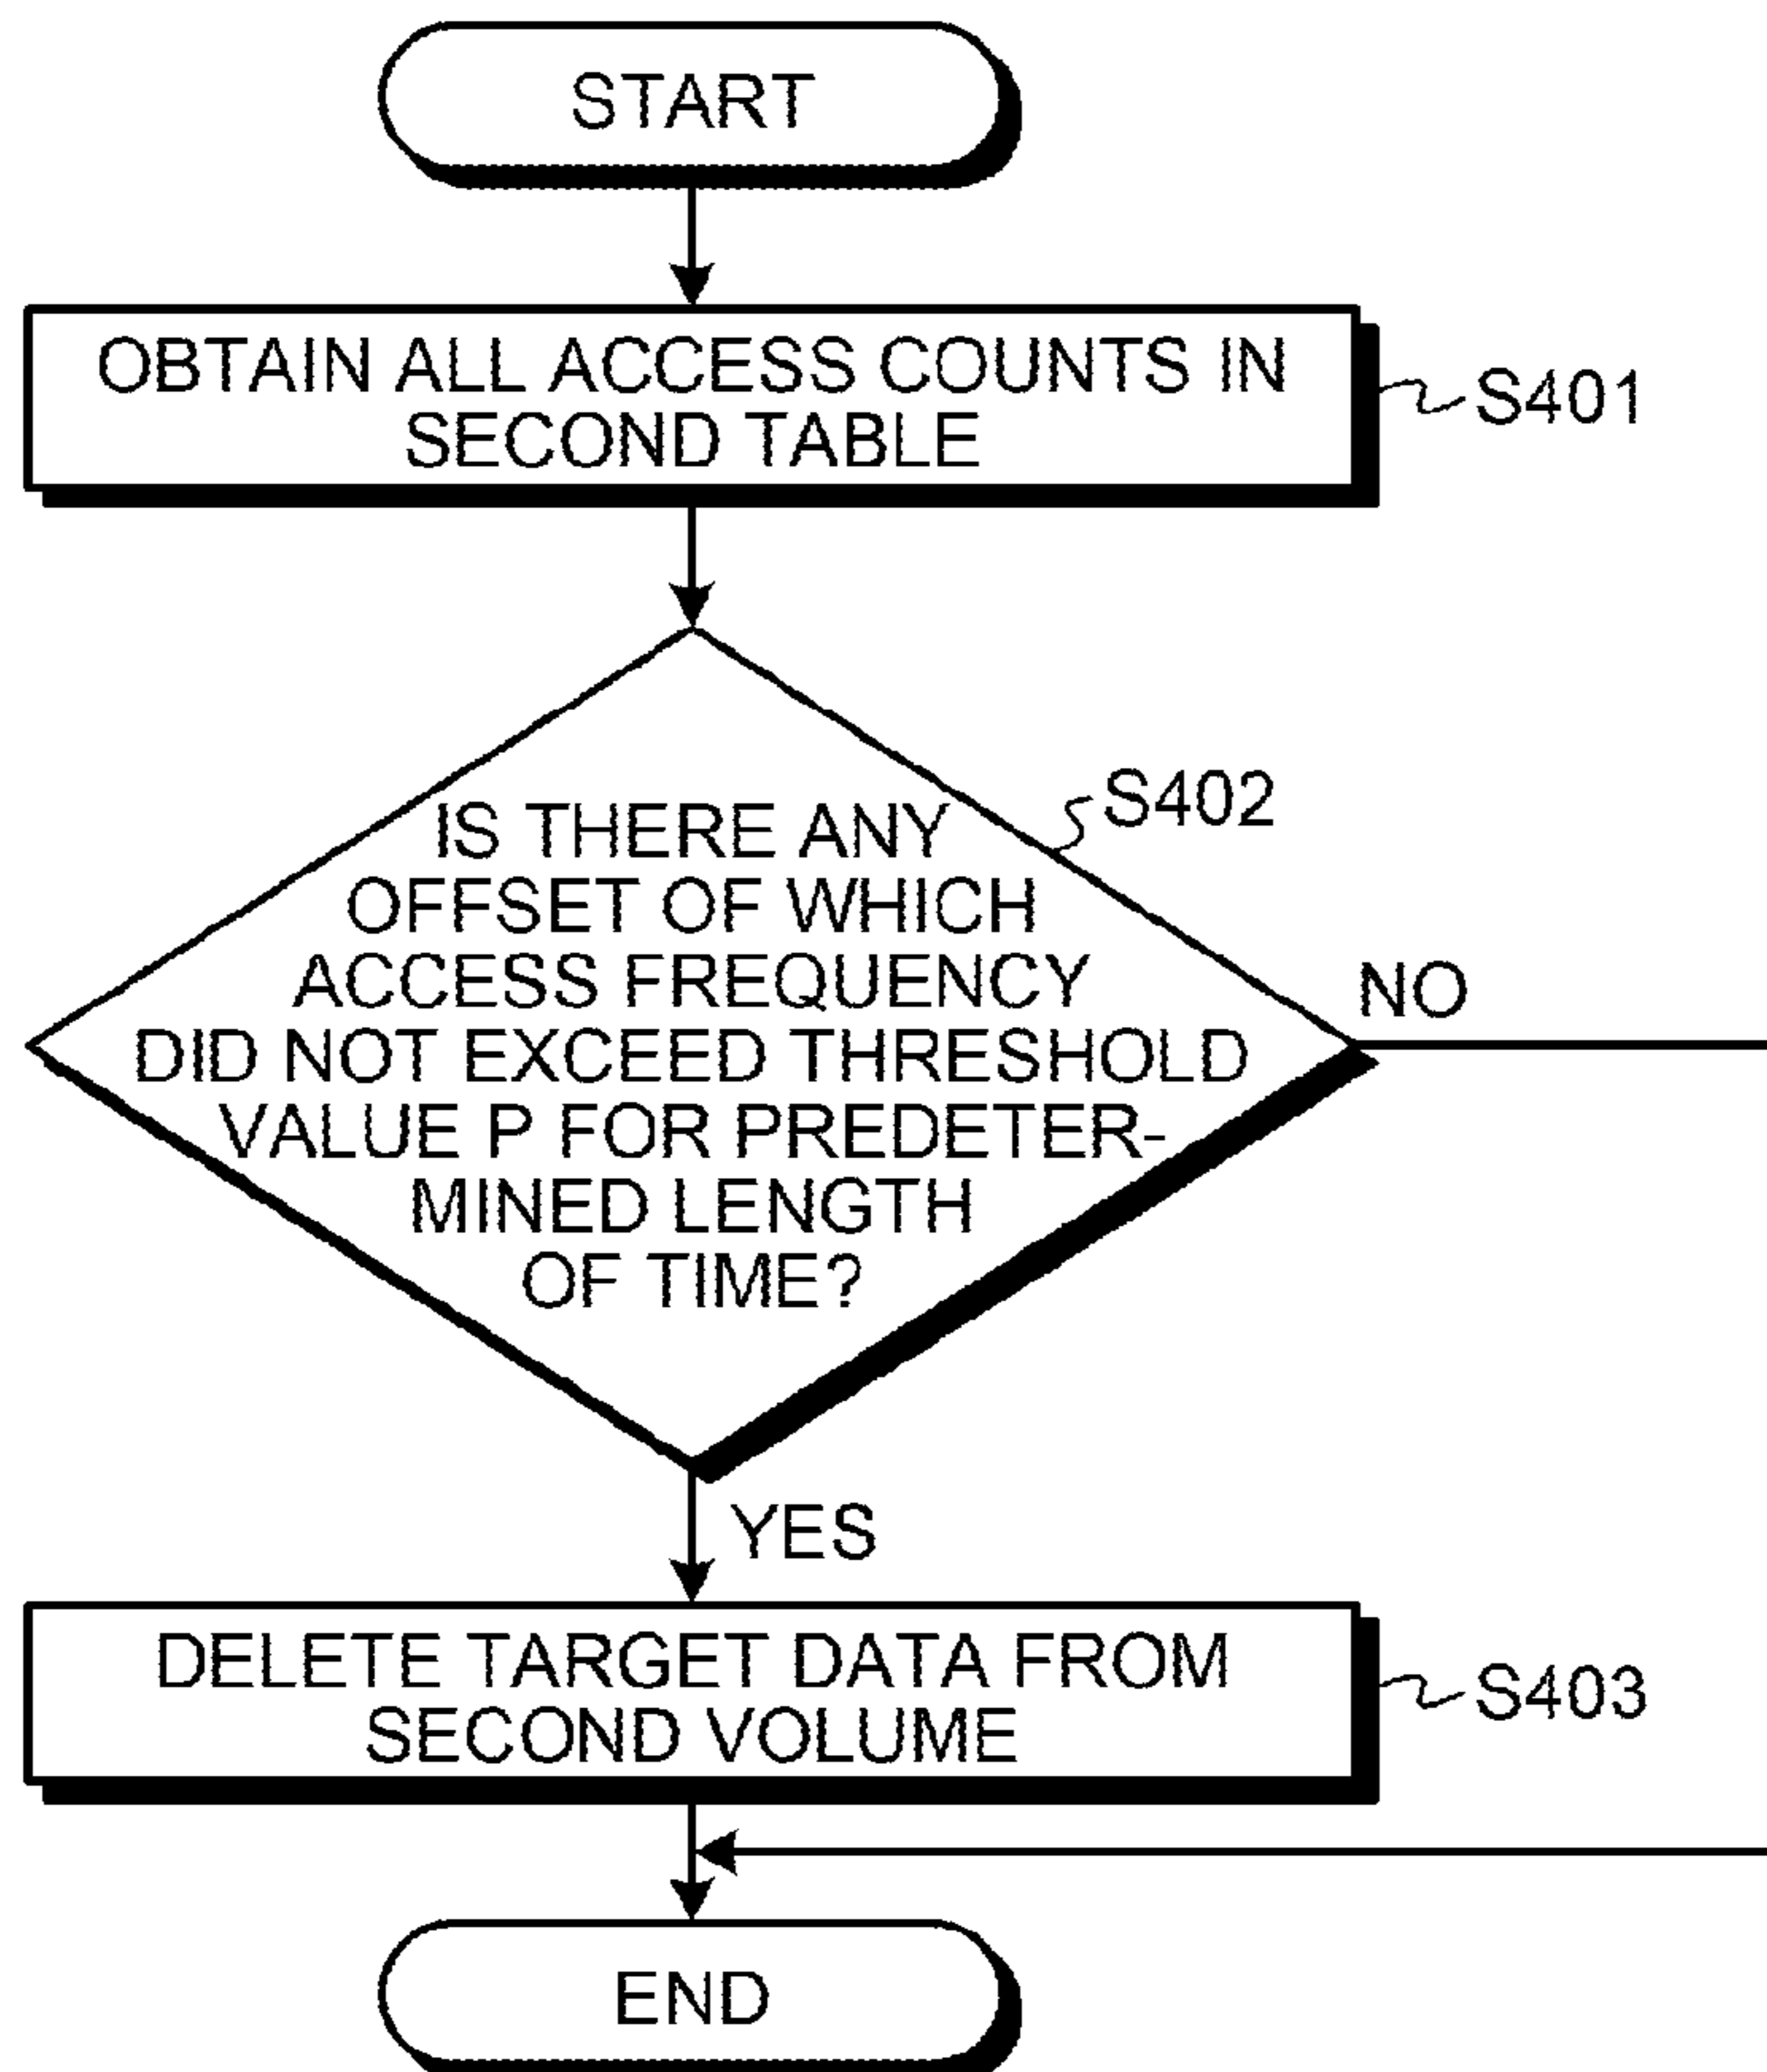 START
OBTAIN ALL ACCESS COUNTS IN
SECOND TABLE
S401
S402
IS THERE ANY
OFFSET OF WHICH
ACCESS FREQUENCY
DID NOT EXCEED THRESHOLD
VALUE P FOR PREDETER-
MINED LENGTH
OF TIME?
NO
YES
DELETE TARGET DATA FROM
SECOND VOLUME
S403
END